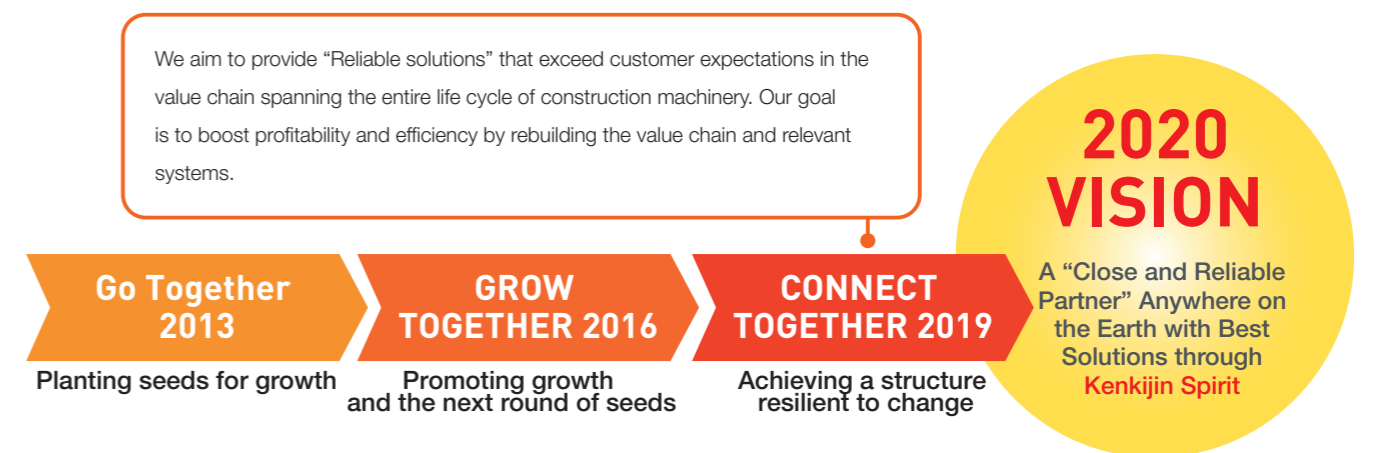 We aim to provide “Reliable solutions” that exceed customer expectations in the
value chain spanning the entire life cycle of construction machinery. Our goal
is to boost profitability and efficiency by rebuilding the value chain and relevant
systems.
Go Together
2013
Planting seeds for growth
GROW
TOGETHER 2016
Promoting growth
and the next round of seeds
CONNECT
TOGETHER 2019
Achieving a structure
resilient to change
2020
VISION
A “Close and Reliable
Partner” Anywhere on
the Earth with Best
Solutions through
Kenkijin Spirit